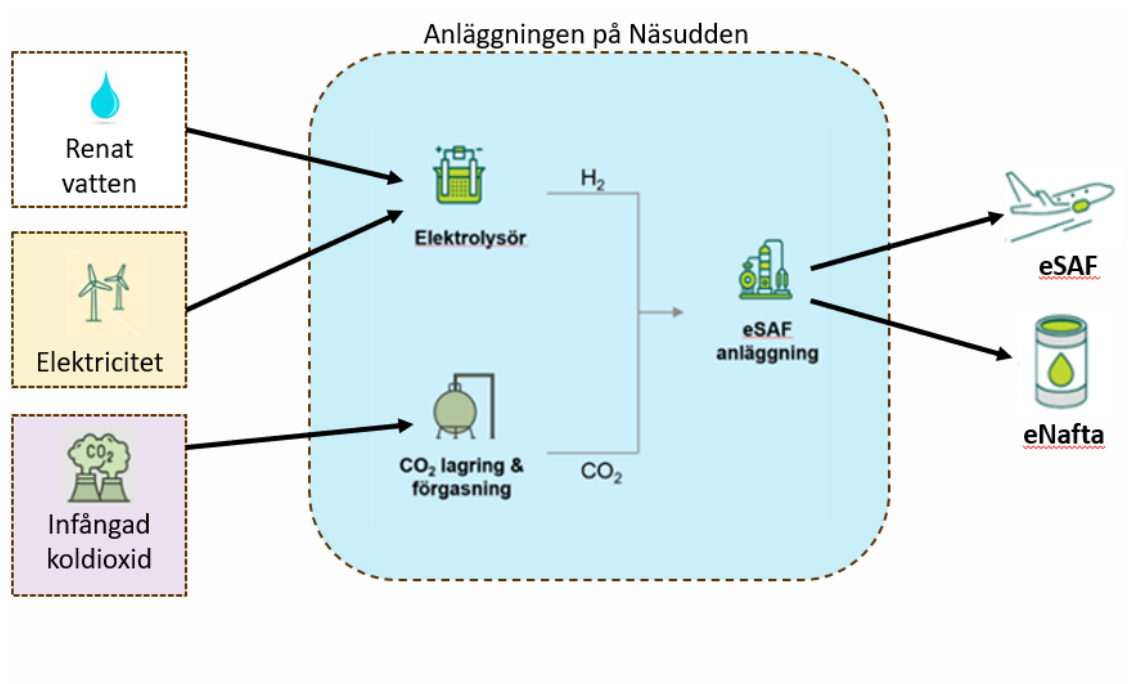 Anläggningen på Näsudden
Renat
vatten
Elektricitet
CO₂
Infångad
koldioxid
+ -
Elektrolysör
H₂
CO₂ lagring &
förgasning
CO₂
eSAF
anläggning
eSAF
eNafta